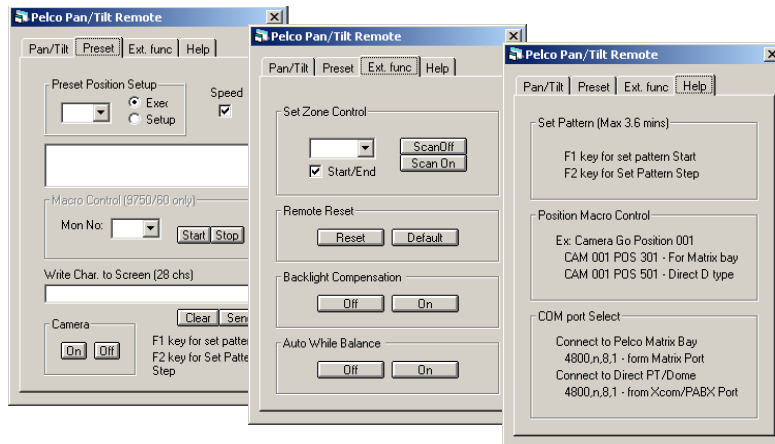 Pelco Pan/Tilt Remote
Pan/Tilt Preset Ext. func Help
Preset Position Setup
Exec
Setup
Speed
Macro Control (9750/60 only)
Mon No:
Start Stop
Write Char. to Screen (28 chs)
Clear Sen
Camera
On Off
F1 key for set patter
F2 key for Set Patte
Step
Pelco Pan/Tilt Remote
Pan/Tilt Preset Ext. func Help
Set Zone Control
ScanOff
Start/End
Scan On
Remote Reset
Reset Default
Backlight Compensation
Off On
Auto While Balance
Off On
Pelco Pan/Tilt Remote
Pan/Tilt Preset Ext. func Help
Set Pattern (Max 3.6 mins)
F1 key for set pattern Start
F2 key for Set Pattern Step
Position Macro Control
Ex: Camera Go Position 001
CAM 001 POS 301 - For Matrix bay
CAM 001 POS 501 - Direct D type
COM port Select
Connect to Pelco Matrix Bay
4800,n,8,1 - form Matrix Port
Connect to Direct PT/Dome
4800,n,8,1 - from Xcom/PABX Port